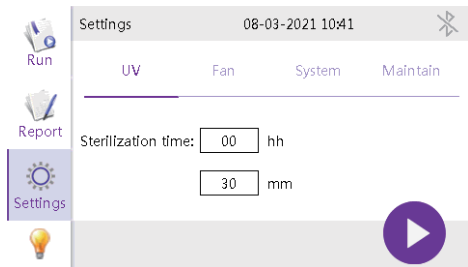 Settings 08-03-2021 10:41
Run
UV Fan System Maintain
Report
Sterilization time: 00 hh
30 mm
Settings